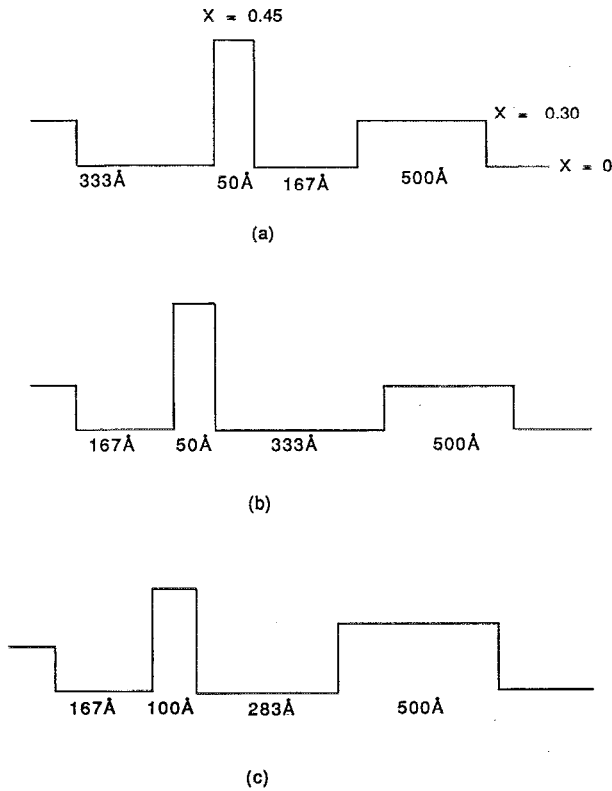 X = 0.45
X = 0.30
X = 0
333Å 50Å 167Å 500Å
(a)
167Å 50Å 333Å 500Å
(b)
167Å 100Å 283Å 500Å
(c)